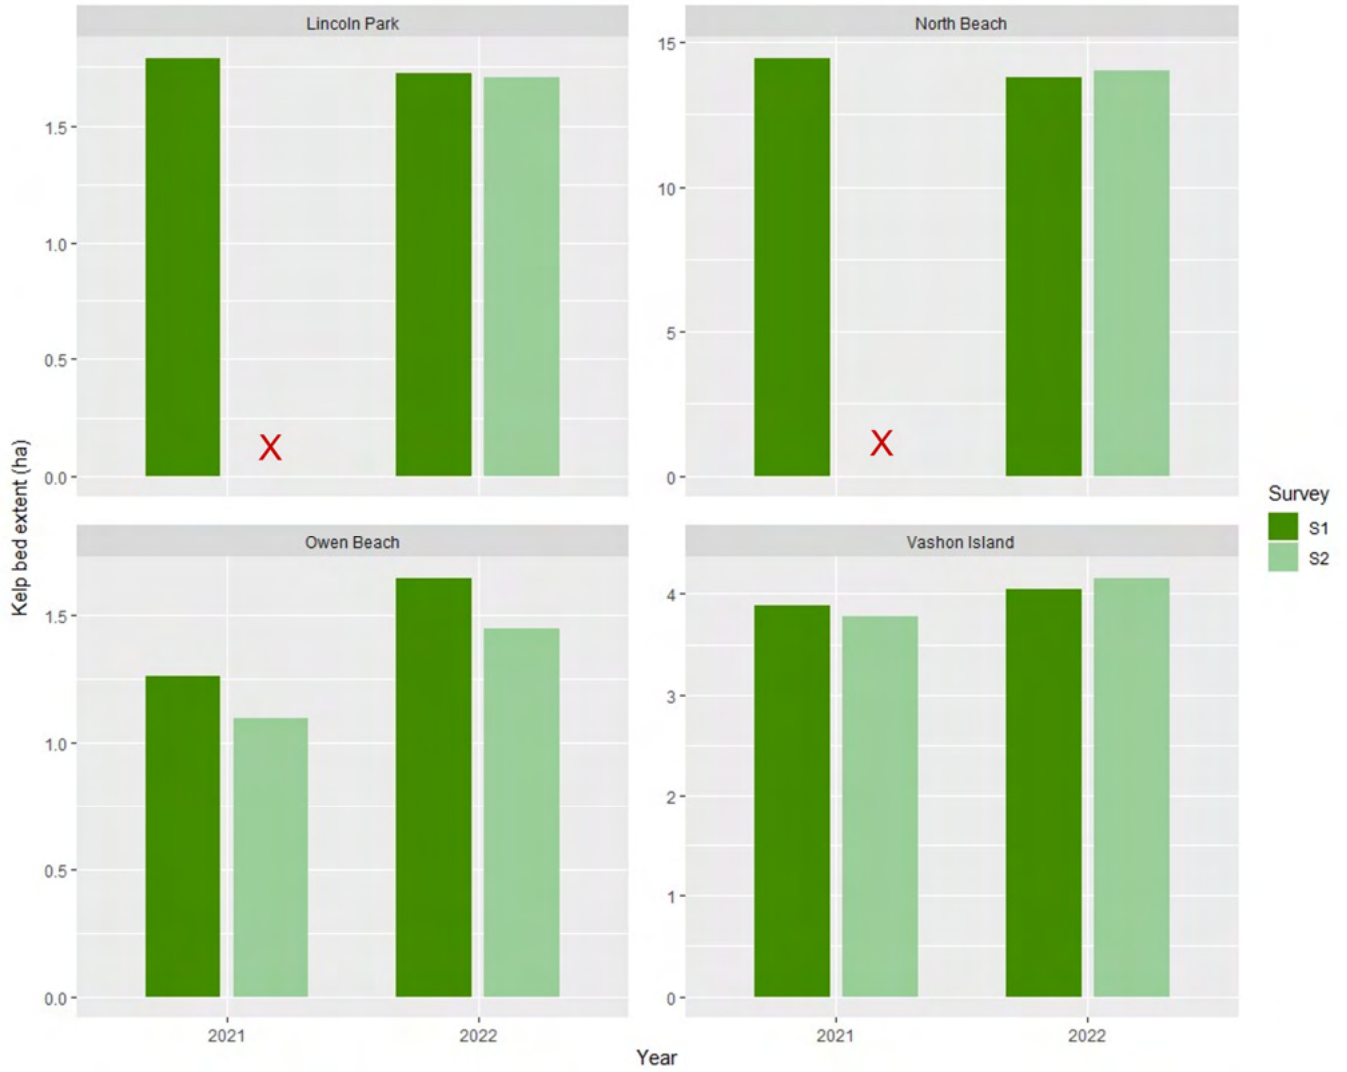 Lincoln Park
North Beach
1.5
1.0
0.5
0.0
X
15
10
5
0
X
Kelp bed extent (ha)
Owen Beach
Vashon Island
1.5
1.0
0.5
0.0
4
3
2
1
0
2021
2022
2021
2022
Year
Survey
S1
S2